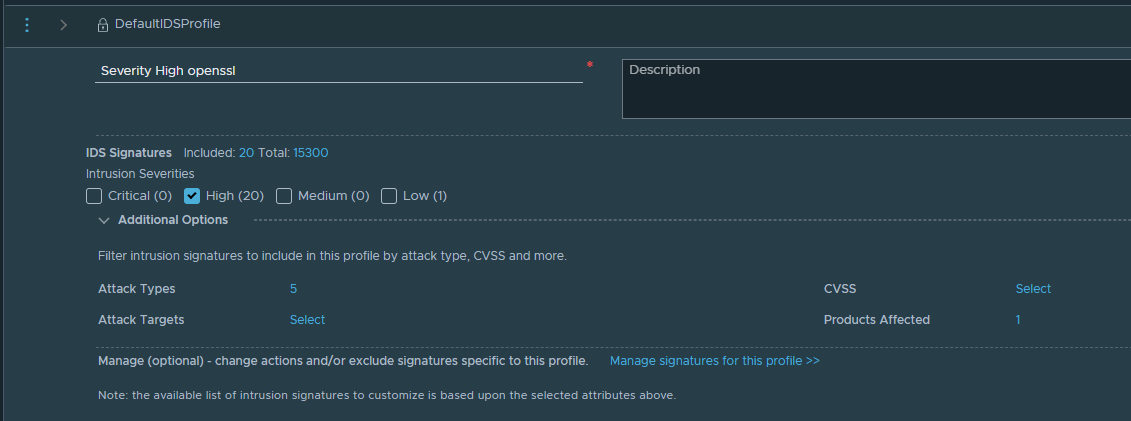 DefaultIDSProfile
Severity High openssl *
Description
IDS Signatures Included: 20 Total: 15300
Intrusion Severities
Critical (0) High (20) Medium (0) Low (1)
Additional Options
Filter intrusion signatures to include in this profile by attack type, CVSS and more.
Attack Types 5 CVSS Select
Attack Targets Select Products Affected 1
Manage (optional) - change actions and/or exclude signatures specific to this profile. Manage signatures for this profile >>
Note: the available list of intrusion signatures to customize is based upon the selected attributes above.